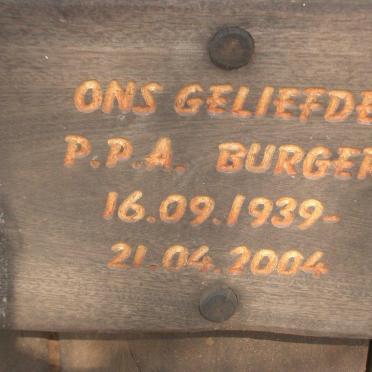 ONS GELIEFDE
P.P.A. BURGER
16.09.1939-
21.04.2004